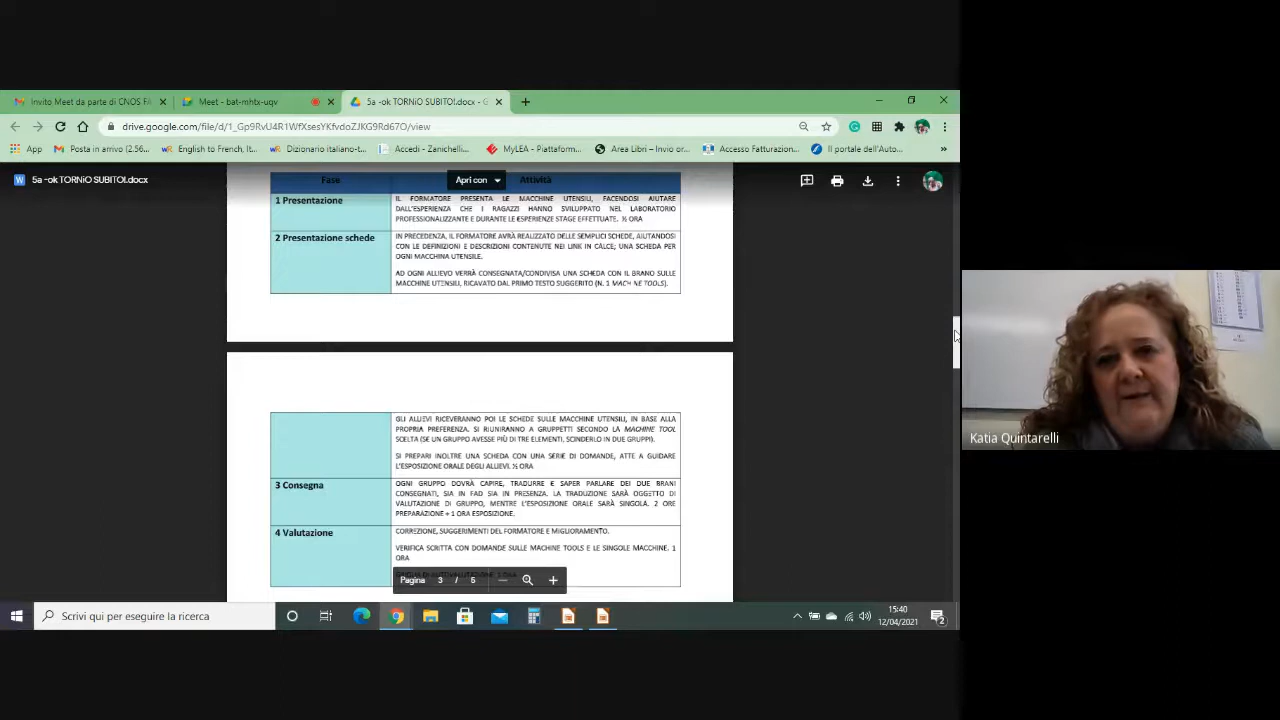 Invito Meet da parte di CNOS FA
Meet - bat-mhtx-uqv
5a -ok TORNiO SUBITO!.docx - G
drive.google.com/file/d/1_Gp9RvU4R1WfXsesYKfvdoZJKG9Rd67O/view
App
Posta in arrivo (2.56...
English to French, It...
Dizionario italiano-t...
Accedi - Zanichelli...
MyLEA - Piattafor...
Area Libri – Invio or...
Accesso Fatturazion...
Il portale dell'Auto...
»
W 5a -ok TORNiO SUBITO!.docx
Apri con
Fase
Attività
1 Presentazione
IL FORMATORE PRESENTA LE MACCHINE UTENSILI, FACENDOSI AIUTARE
DALL'ESPERIENZA CHE I RAGAZZI HANNO SVILUPPATO NEL LABORATORIO
PROFESSIONALIZZANTE E DURANTE LE ESPERIENZE STAGE EFFETTUATE. ½ ORA
2 Presentazione schede
IN PRECEDENZA, IL FORMATORE AVRÀ REALIZZATO DELLE SEMPLICI SCHEDE, AIUTANDOSI
CON LE DEFINIZIONI E DESCRIZIONI CONTENUTE NEI LINK IN CALCE; UNA SCHEDA PER
OGNI MACCHINA UTENSILE.
AD OGNI ALLIEVO VERRÀ CONSEGNATA/CONDIVISA UNA SCHEDA CON IL BRANO SULLE
MACCHINE UTENSILI, RICAVATO DAL PRIMO TESTO SUGGERITO (N. 1 MACHINE TOOLS).
GLI ALLIEVI RICEVERANNO POI LE SCHEDE SULLE MACCHINE UTENSILI, IN BASE ALLA
PROPRIA PREFERENZA. SI RIUNIRANNO A GRUPPETTI SECONDO LA MACHINE TOOL
SCELTA (SE UN GRUPPO AVESSE PIÙ DI TRE ELEMENTI, SCINDERLO IN DUE GRUPPI).
SI PREPARI INOLTRE UNA SCHEDA CON UNA SERIE DI DOMANDE, ATTE A GUIDARE
L'ESPOSIZIONE ORALE DEGLI ALLIEVI. ½ ORA
3 Consegna
OGNI GRUPPO DOVRÀ CAPIRE, TRADURRE E SAPER PARLARE DEI DUE BRANI
CONSEGNATI, SIA IN FAD SIA IN PRESENZA. LA TRADUZIONE SARÀ OGGETTO DI
VALUTAZIONE DI GRUPPO, MENTRE L'ESPOSIZIONE ORALE SARÀ SINGOLA. 2 ORE
PREPARAZIONE + 1 ORA ESPOSIZIONE.
4 Valutazione
CORREZIONE, SUGGERIMENTI DEL FORMATORE E MIGLIORAMENTO.
VERIFICA SCRITTA CON DOMANDE SULLE MACHINE TOOLS E LE SINGOLE MACCHINE. 1
ORA
Pagina 3 / 5
Katia Quintarelli
Scrivi qui per eseguire la ricerca
15:40
12/04/2021
2